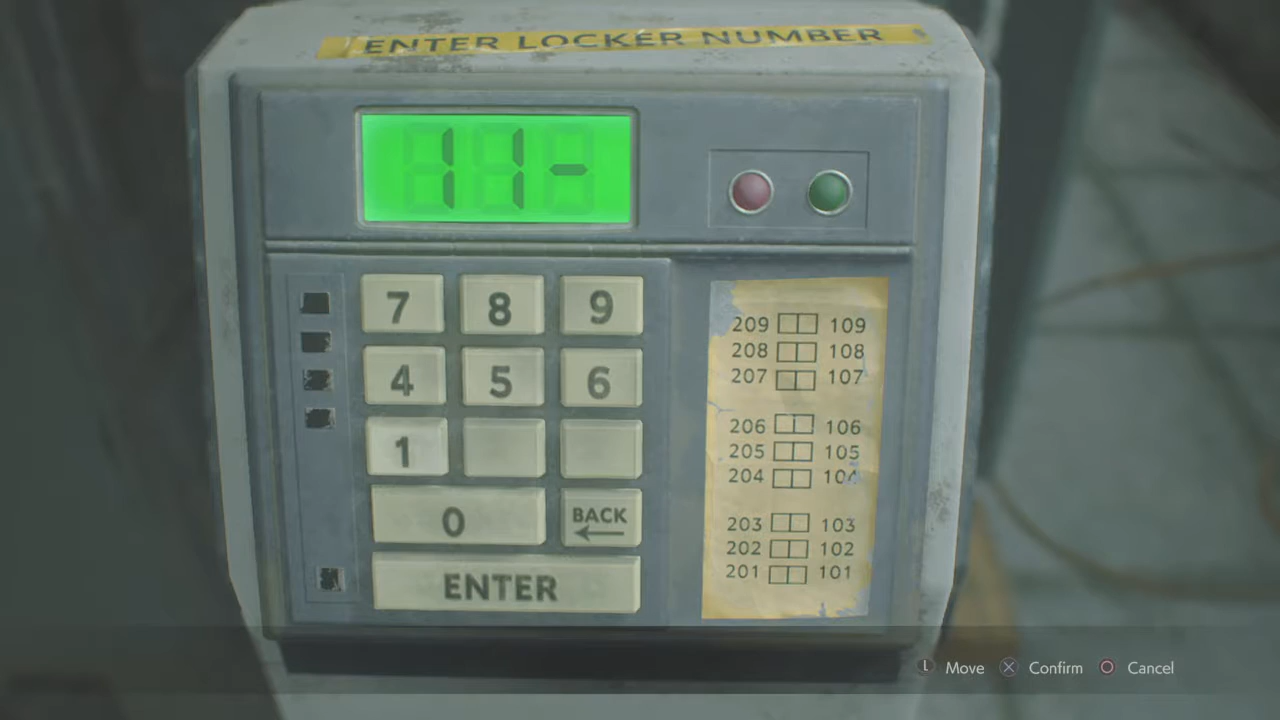 ENTER LOCKER NUMBER
11-
7 8 9
4 5 6
1
0 BACK
ENTER
209 109
208 108
207 107
206 106
205 105
204 104
203 103
202 102
201 101
L Move Confirm Cancel